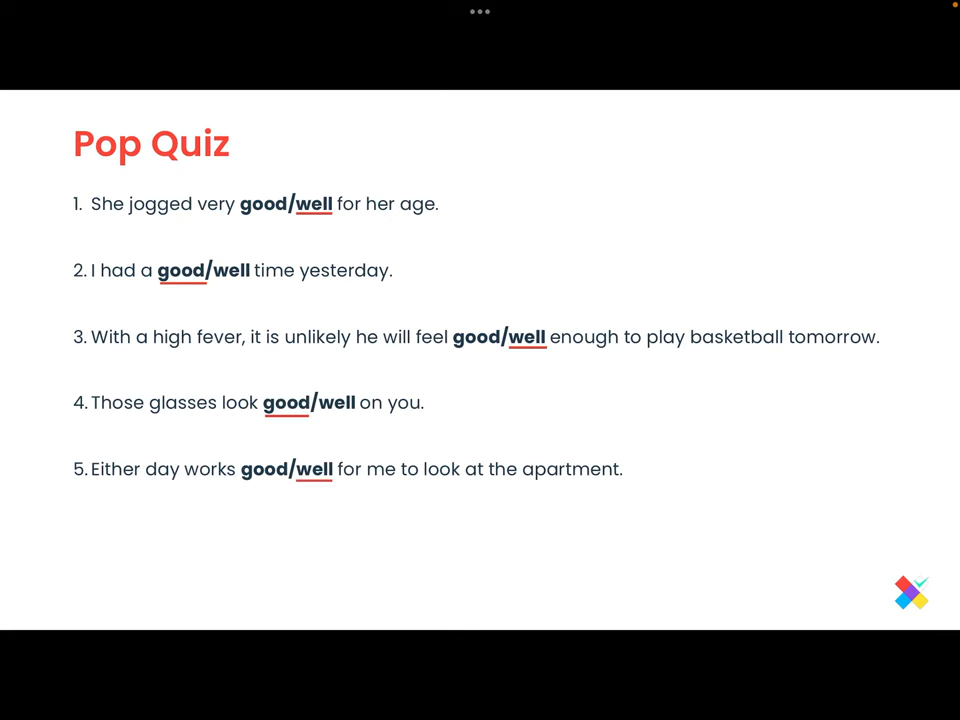 Pop Quiz
1. She jogged very good/well for her age.
2. I had a good/well time yesterday.
3. With a high fever, it is unlikely he will feel good/well enough to play basketball tomorrow.
4. Those glasses look good/well on you.
5. Either day works good/well for me to look at the apartment.